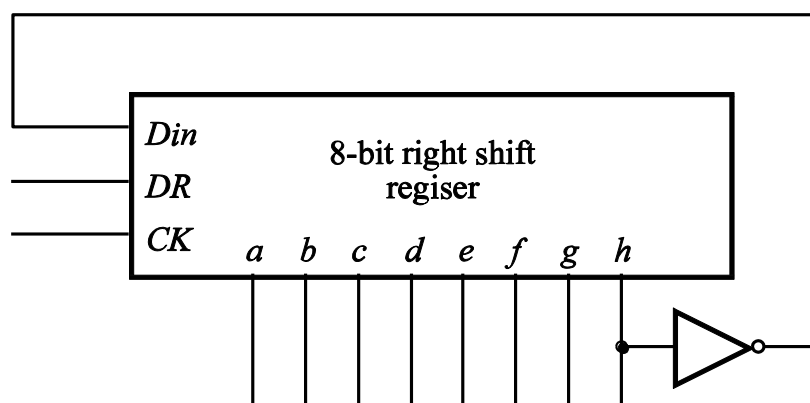 Din
8-bit right shift
regiser
DR
CK
a b c d e f g h